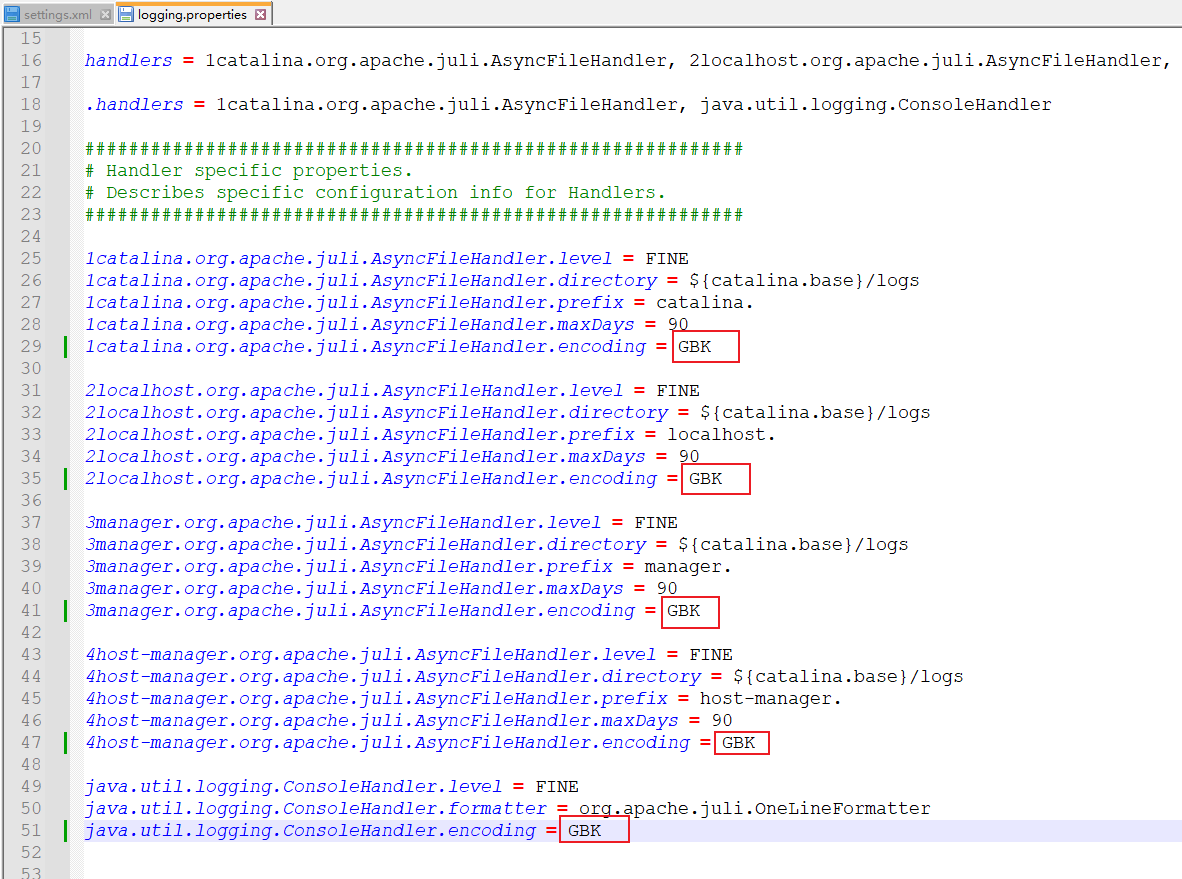 settings.xml logging.properties
15
16 handlers = 1catalina.org.apache.juli.AsyncFileHandler, 2localhost.org.apache.juli.AsyncFileHandler,
17
18 .handlers = 1catalina.org.apache.juli.AsyncFileHandler, java.util.logging.ConsoleHandler
19
20 ############################################################
21 # Handler specific properties.
22 # Describes specific configuration info for Handlers.
23 ############################################################
24
25 1catalina.org.apache.juli.AsyncFileHandler.level = FINE
26 1catalina.org.apache.juli.AsyncFileHandler.directory = ${catalina.base}/logs
27 1catalina.org.apache.juli.AsyncFileHandler.prefix = catalina.
28 1catalina.org.apache.juli.AsyncFileHandler.maxDays = 90
29 1catalina.org.apache.juli.AsyncFileHandler.encoding = GBK
30
31 2localhost.org.apache.juli.AsyncFileHandler.level = FINE
32 2localhost.org.apache.juli.AsyncFileHandler.directory = ${catalina.base}/logs
33 2localhost.org.apache.juli.AsyncFileHandler.prefix = localhost.
34 2localhost.org.apache.juli.AsyncFileHandler.maxDays = 90
35 2localhost.org.apache.juli.AsyncFileHandler.encoding = GBK
36
37 3manager.org.apache.juli.AsyncFileHandler.level = FINE
38 3manager.org.apache.juli.AsyncFileHandler.directory = ${catalina.base}/logs
39 3manager.org.apache.juli.AsyncFileHandler.prefix = manager.
40 3manager.org.apache.juli.AsyncFileHandler.maxDays = 90
41 3manager.org.apache.juli.AsyncFileHandler.encoding = GBK
42
43 4host-manager.org.apache.juli.AsyncFileHandler.level = FINE
44 4host-manager.org.apache.juli.AsyncFileHandler.directory = ${catalina.base}/logs
45 4host-manager.org.apache.juli.AsyncFileHandler.prefix = host-manager.
46 4host-manager.org.apache.juli.AsyncFileHandler.maxDays = 90
47 4host-manager.org.apache.juli.AsyncFileHandler.encoding = GBK
48
49 java.util.logging.ConsoleHandler.level = FINE
50 java.util.logging.ConsoleHandler.formatter = org.apache.juli.OneLineFormatter
51 java.util.logging.ConsoleHandler.encoding = GBK
52
53